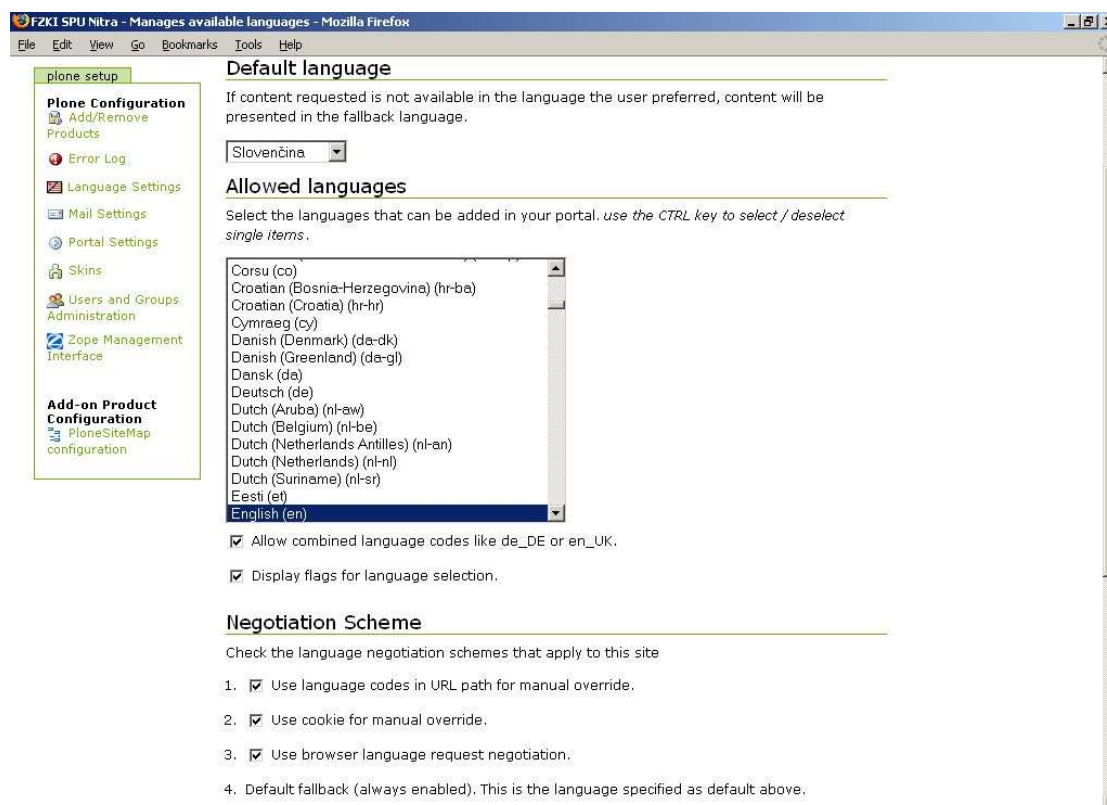 FZKI SPU Nitra - Manages available languages - Mozilla Firefox
File Edit View Go Bookmarks Tools Help
plone setup
Plone Configuration
Add/Remove
Products
Error Log
Language Settings
Mail Settings
Portal Settings
Skins
Users and Groups
Administration
Zope Management
Interface
Add-on Product
Configuration
PloneSiteMap
configuration
Default language
If content requested is not available in the language the user preferred, content will be
presented in the fallback language.
Slovenčina
Allowed languages
Select the languages that can be added in your portal. use the CTRL key to select / deselect
single items.
Corsu (co)
Croatian (Bosnia-Herzegovina) (hr-ba)
Croatian (Croatia) (hr-hr)
Cymraeg (cy)
Danish (Denmark) (da-dk)
Danish (Greenland) (da-gl)
Dansk (da)
Deutsch (de)
Dutch (Aruba) (nl-aw)
Dutch (Belgium) (nl-be)
Dutch (Netherlands Antilles) (nl-an)
Dutch (Netherlands) (nl-nl)
Dutch (Suriname) (nl-sr)
Eesti (et)
English (en)
Allow combined language codes like de_DE or en_UK.
Display flags for language selection.
Negotiation Scheme
Check the language negotiation schemes that apply to this site
1. Use language codes in URL path for manual override.
2. Use cookie for manual override.
3. Use browser language request negotiation.
4. Default fallback (always enabled). This is the language specified as default above.